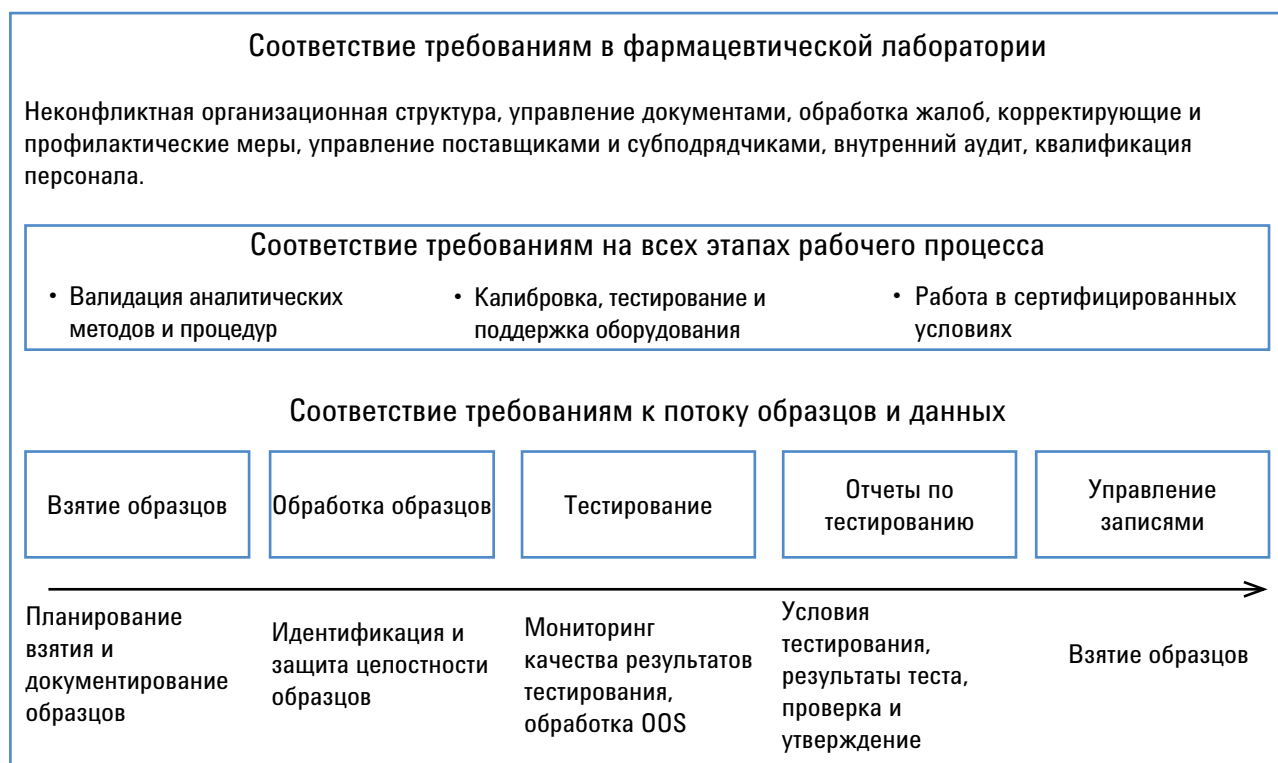 Соответствие требованиям в фармацевтической лаборатории
Неконфликтная организационная структура, управление документами, обработка жалоб, корректирующие и
профилактические меры, управление поставщиками и субподрядчиками, внутренний аудит, квалификация
персонала.
Соответствие требованиям на всех этапах рабочего процесса
• Валидация аналитических
методов и процедур
• Калибровка, тестирование и
поддержка оборудования
• Работа в сертифицированных
условиях
Соответствие требованиям к потоку образцов и данных
Взятие образцов
Обработка образцов
Тестирование
Отчеты по
тестированию
Управление
записями
Планирование
взятия и
документирование
образцов
Идентификация и
защита целостности
образцов
Мониторинг
качества результатов
тестирования,
обработка OOS
Условия
тестирования,
результаты теста,
проверка и
утверждение
Взятие образцов